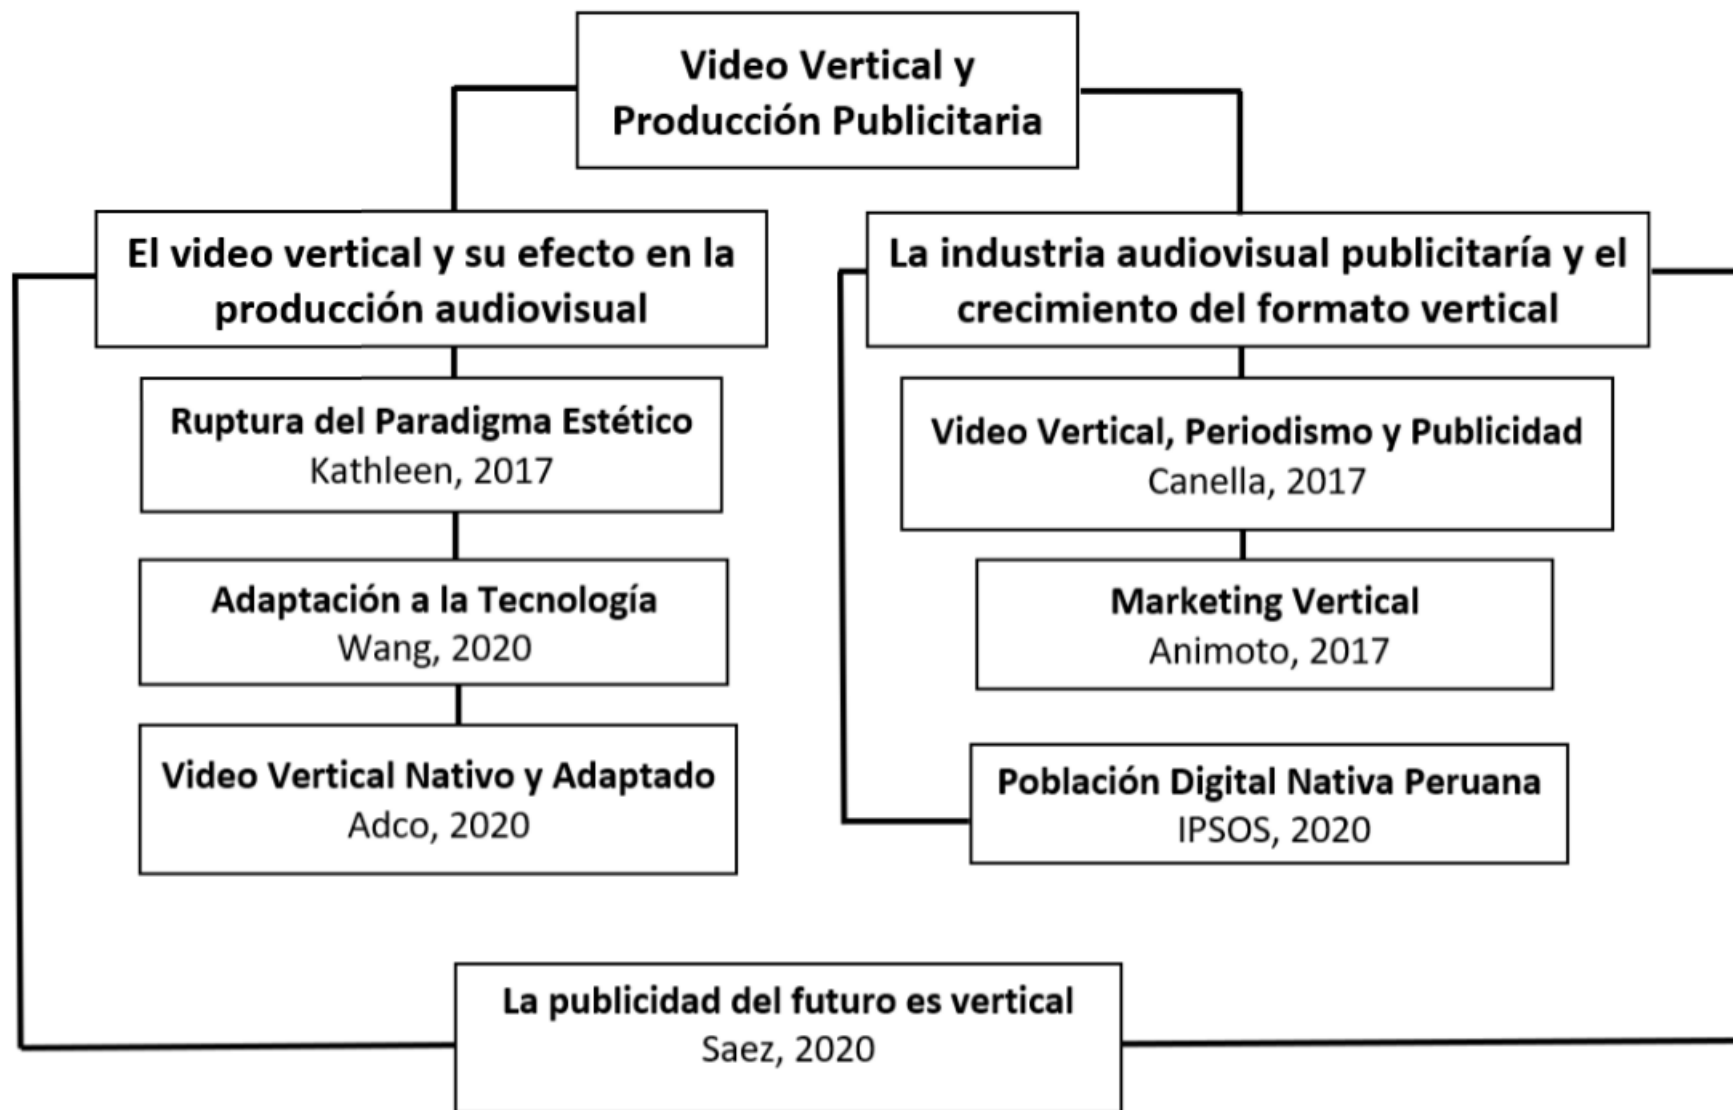 Video Vertical y
Producción Publicitaria
El video vertical y su efecto en la
producción audiovisual
La industria audiovisual publicitaría y el
crecimiento del formato vertical
Ruptura del Paradigma Estético
Kathleen, 2017
Video Vertical, Periodismo y Publicidad
Canella, 2017
Adaptación a la Tecnología
Wang, 2020
Marketing Vertical
Animoto, 2017
Video Vertical Nativo y Adaptado
Adco, 2020
Población Digital Nativa Peruana
IPSOS, 2020
La publicidad del futuro es vertical
Saez, 2020